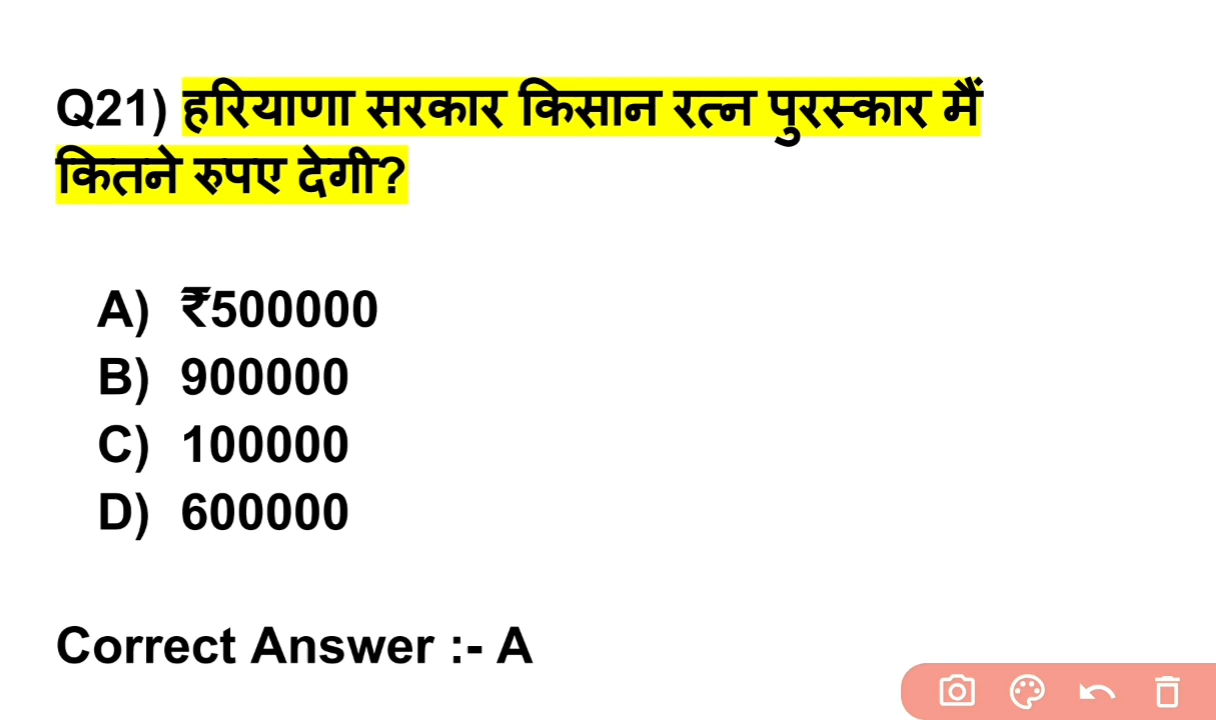 Q21) हरियाणा सरकार किसान रत्न पुरस्कार मैं
कितने रुपए देगी?
A) ₹500000
B) 900000
C) 100000
D) 600000
Correct Answer :- A